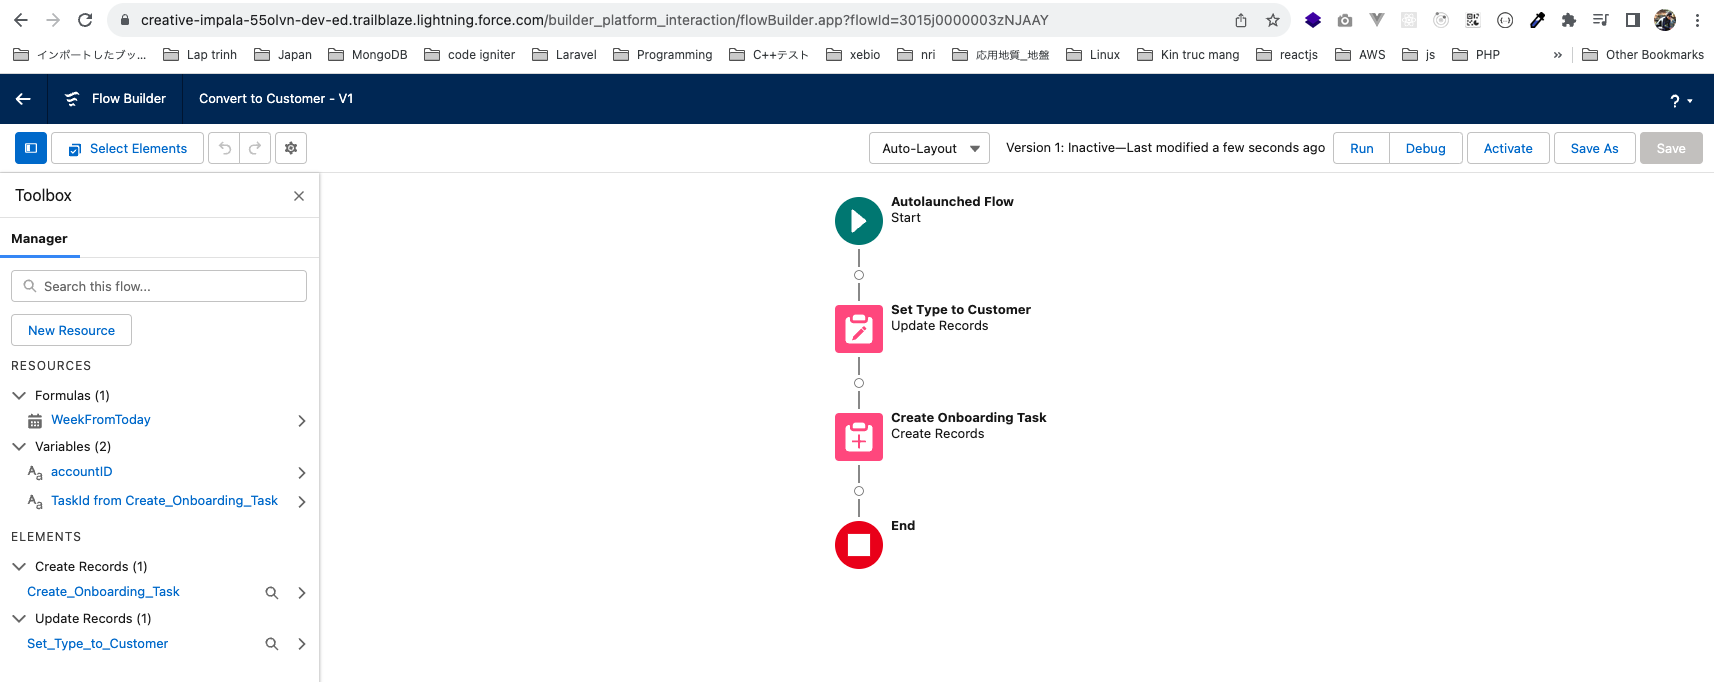 creative-impala-55olvn-dev-ed.trailblaze.lightning.force.com/builder_platform_interaction/flowBuilder.app?flowId=3015j0000003zNJAAY
インポートしたブッ... Lap trinh Japan MongoDB code igniter Laravel Programming C++テスト xebio nri 応用地質_地盤 Linux Kin truc mang reactjs AWS js PHP » Other Bookmarks
Flow Builder Convert to Customer - V1 ?
Select Elements Auto-Layout Version 1: Inactive—Last modified a few seconds ago Run Debug Activate Save As Save
Toolbox
Manager
Search this flow...
New Resource
RESOURCES
Formulas (1)
WeekFromToday
Variables (2)
Aa accountID
Aa TaskId from Create_Onboarding_Task
ELEMENTS
Create Records (1)
Create_Onboarding_Task
Update Records (1)
Set_Type_to_Customer
Autolaunched Flow
Start
Set Type to Customer
Update Records
Create Onboarding Task
Create Records
End